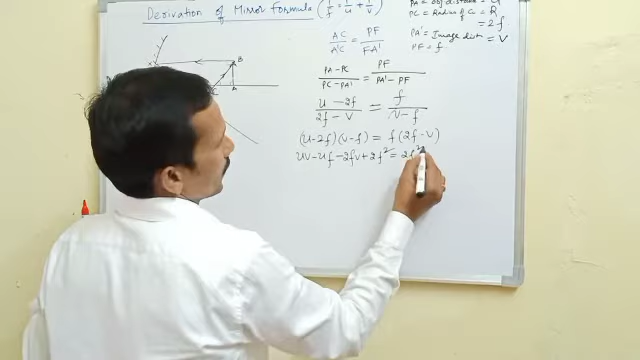 Derivation of Mirror Formula (1/f = 1/u + 1/v)
PA = obj distance = u
PC = Radius of C = R
= 2f
PA' = Image dist = V
PF = f
AC/A'C = PF/FA'
PA-PC/PC-PA' = PF/PA'-PF
u-2f/2f-v = f/v-f
(u-2f)(v-f) = f(2f-v)
uv-uf-2fv+2f² = 2f²
B
A